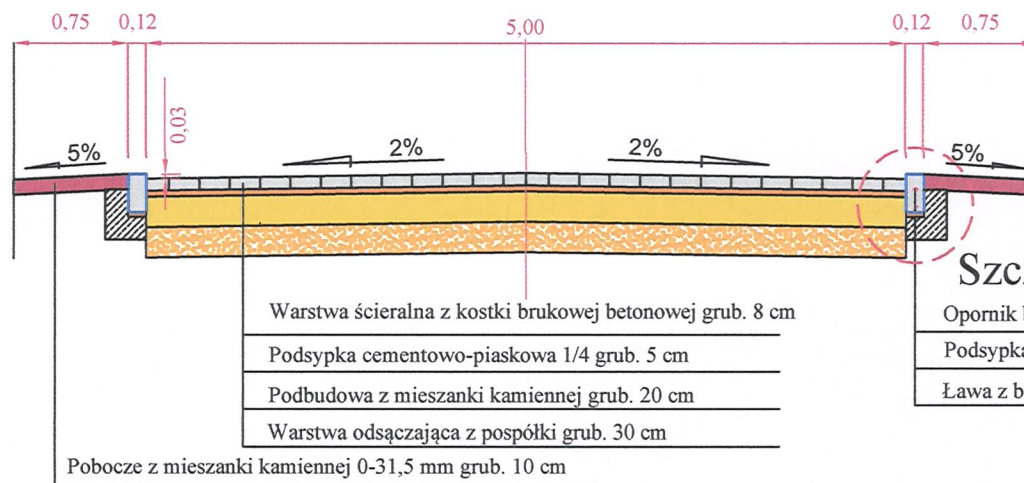 0,75 0,12 5,00 0,12 0,75
0,03
5% 2% 2% 5%
Warstwa ścieralna z kostki brukowej betonowej grub. 8 cm
Podsypka cementowo-piaskowa 1/4 grub. 5 cm
Podbudowa z mieszanki kamiennej grub. 20 cm
Warstwa odsączająca z pospółki grub. 30 cm
Pobocze z mieszanki kamiennej 0-31,5 mm grub. 10 cm
Opornik
Podsypka
Ława z